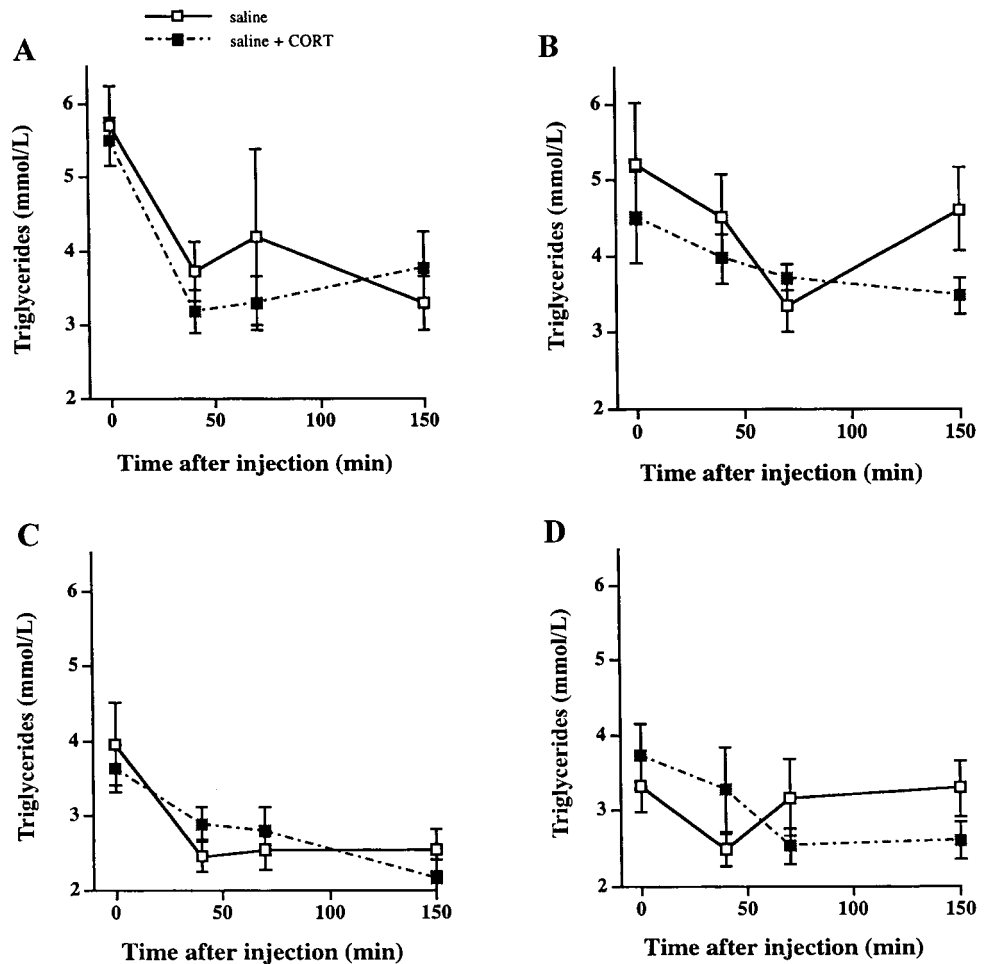 saline
saline + CORT
A
6
5
4
3
2
Triglycerides (mmol/L)
0 50 100 150
Time after injection (min)
B
6
5
4
3
2
Triglycerides (mmol/L)
0 50 100 150
Time after injection (min)
C
6
5
4
3
2
Triglycerides (mmol/L)
0 50 100 150
Time after injection (min)
D
6
5
4
3
2
Triglycerides (mmol/L)
0 50 100 150
Time after injection (min)